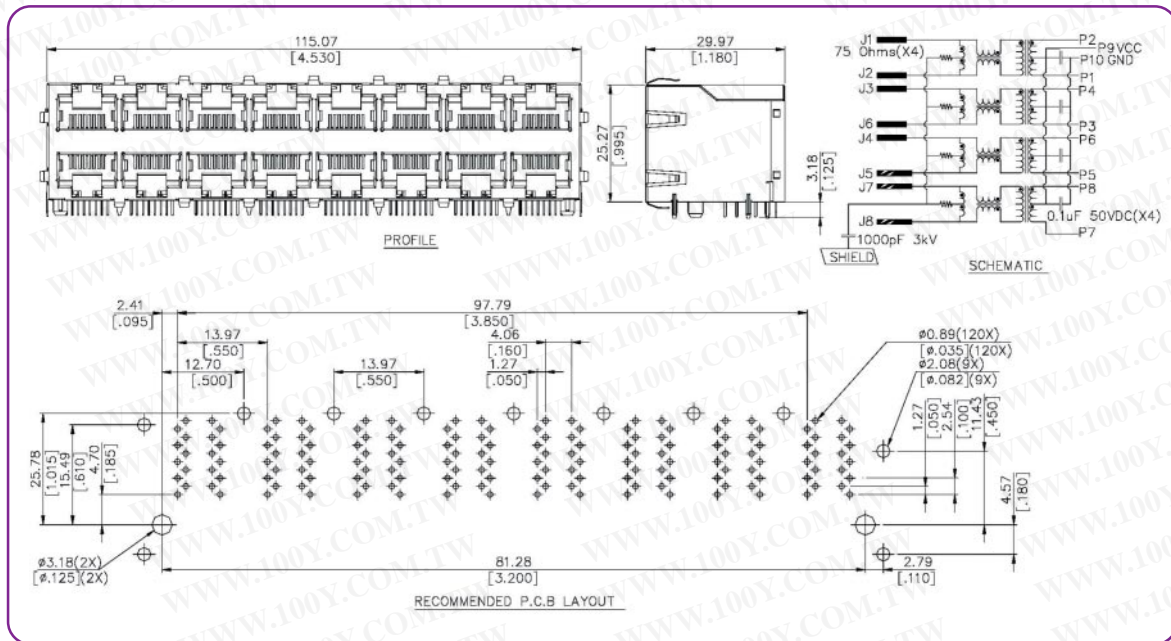 115.07
[4.530]
PROFILE
29.97
[1.180]
25.27
[.995]
3.18
[.125]
J1
75 Ohms(X4)
J2
J3
J6
J4
J5
J7
J8
P2
P9VCC
P10 GND
P1
P4
P3
P6
P5
P8
0.1uF 50VDC(X4)
P7
1000pF 3kV
SHIELD
SCHEMATIC
2.41
[.095]
97.79
[3.850]
13.97
[.550]
4.06
[.160]
12.70
[.500]
13.97
[.550]
1.27
[.050]
ø0.89(120X)
[ø.035](120X)
ø2.08(9X)
[ø.082](9X)
25.78
[1.015]
15.49
[.610]
4.70
[.185]
1.27
[.050]
2.54
[.100]
11.43
[.450]
4.57
[.180]
ø3.18(2X)
[ø.125](2X)
81.28
[3.200]
2.79
[.110]
RECOMMENDED P.C.B LAYOUT
WWW.100Y.COM.TW